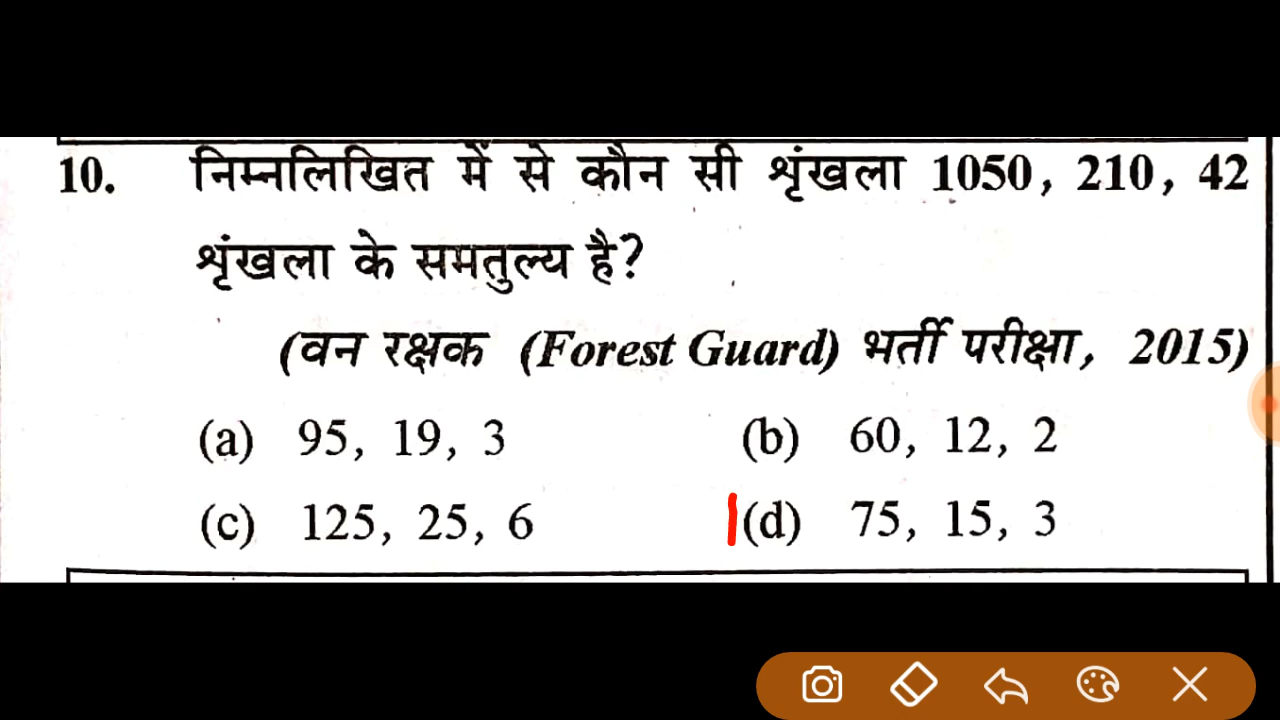 10. निम्नलिखित में से कौन सी शृंखला 1050, 210, 42
शृंखला के समतुल्य है?
(वन रक्षक (Forest Guard) भर्ती परीक्षा, 2015)
(a) 95, 19, 3 (b) 60, 12, 2
(c) 125, 25, 6 (d) 75, 15, 3